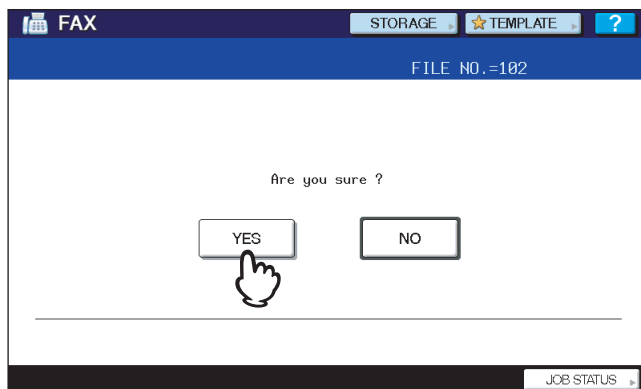 FAX STORAGE TEMPLATE ?
FILE NO.=102
Are you sure ?
YES NO
JOB STATUS